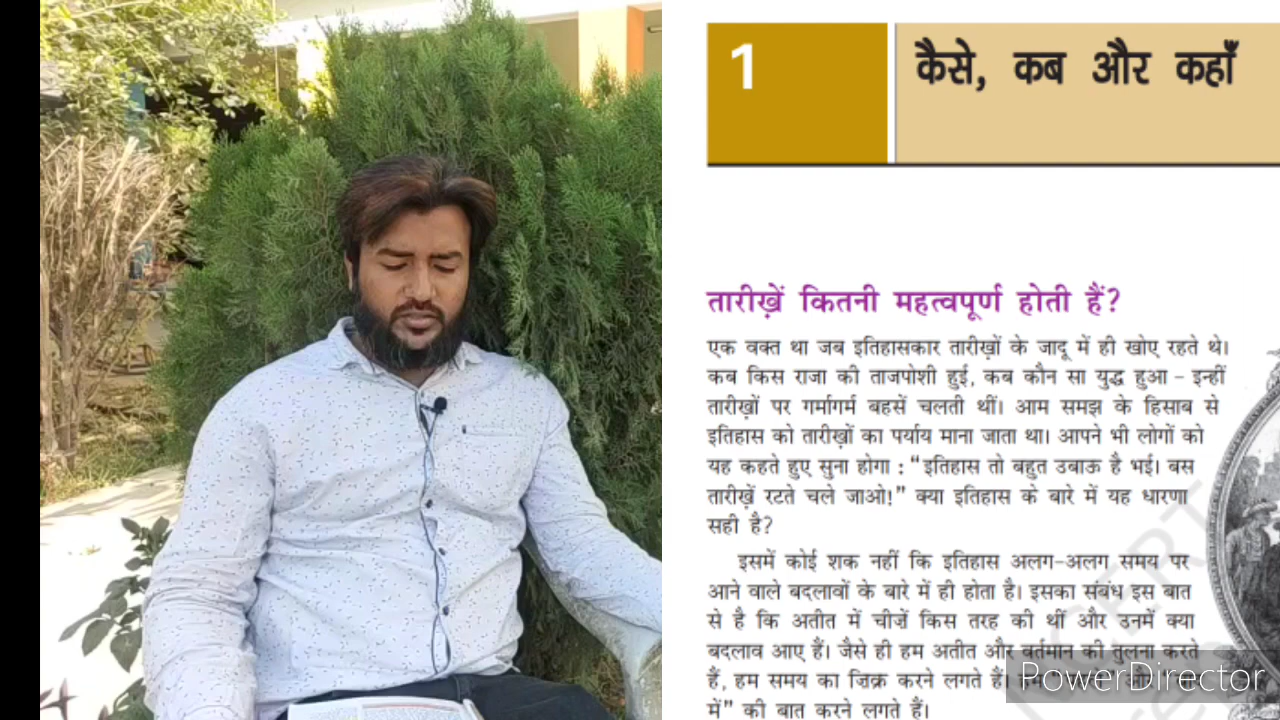 1
कैसे, कब और कहाँ
तारीख़ें कितनी महत्वपूर्ण होती हैं?
एक वक्त था जब इतिहासकार तारीख़ों के जादू में ही खोए रहते थे।
कब किस राजा की ताजपोशी हुई, कब कौन सा युद्ध हुआ – इन्हीं
तारीख़ों पर गर्मागर्म बहसें चलती थीं। आम समझ के हिसाब से
इतिहास को तारीख़ों का पर्याय माना जाता था। आपने भी लोगों को
यह कहते हुए सुना होगा : “इतिहास तो बहुत उबाऊ है भई। बस
तारीख़ें रटते चले जाओ!” क्या इतिहास के बारे में यह धारणा
सही है?
इसमें कोई शक नहीं कि इतिहास अलग-अलग समय पर
आने वाले बदलावों के बारे में ही होता है। इसका संबंध इस बात
से है कि अतीत में चीज़ें किस तरह की थीं और उनमें क्या
बदलाव आए हैं। जैसे ही हम अतीत और वर्तमान की तुलना करते
हैं, हम समय का ज़िक्र करने लगते हैं।
PowerDirector
में” की बात करने लगते हैं।
NCERT